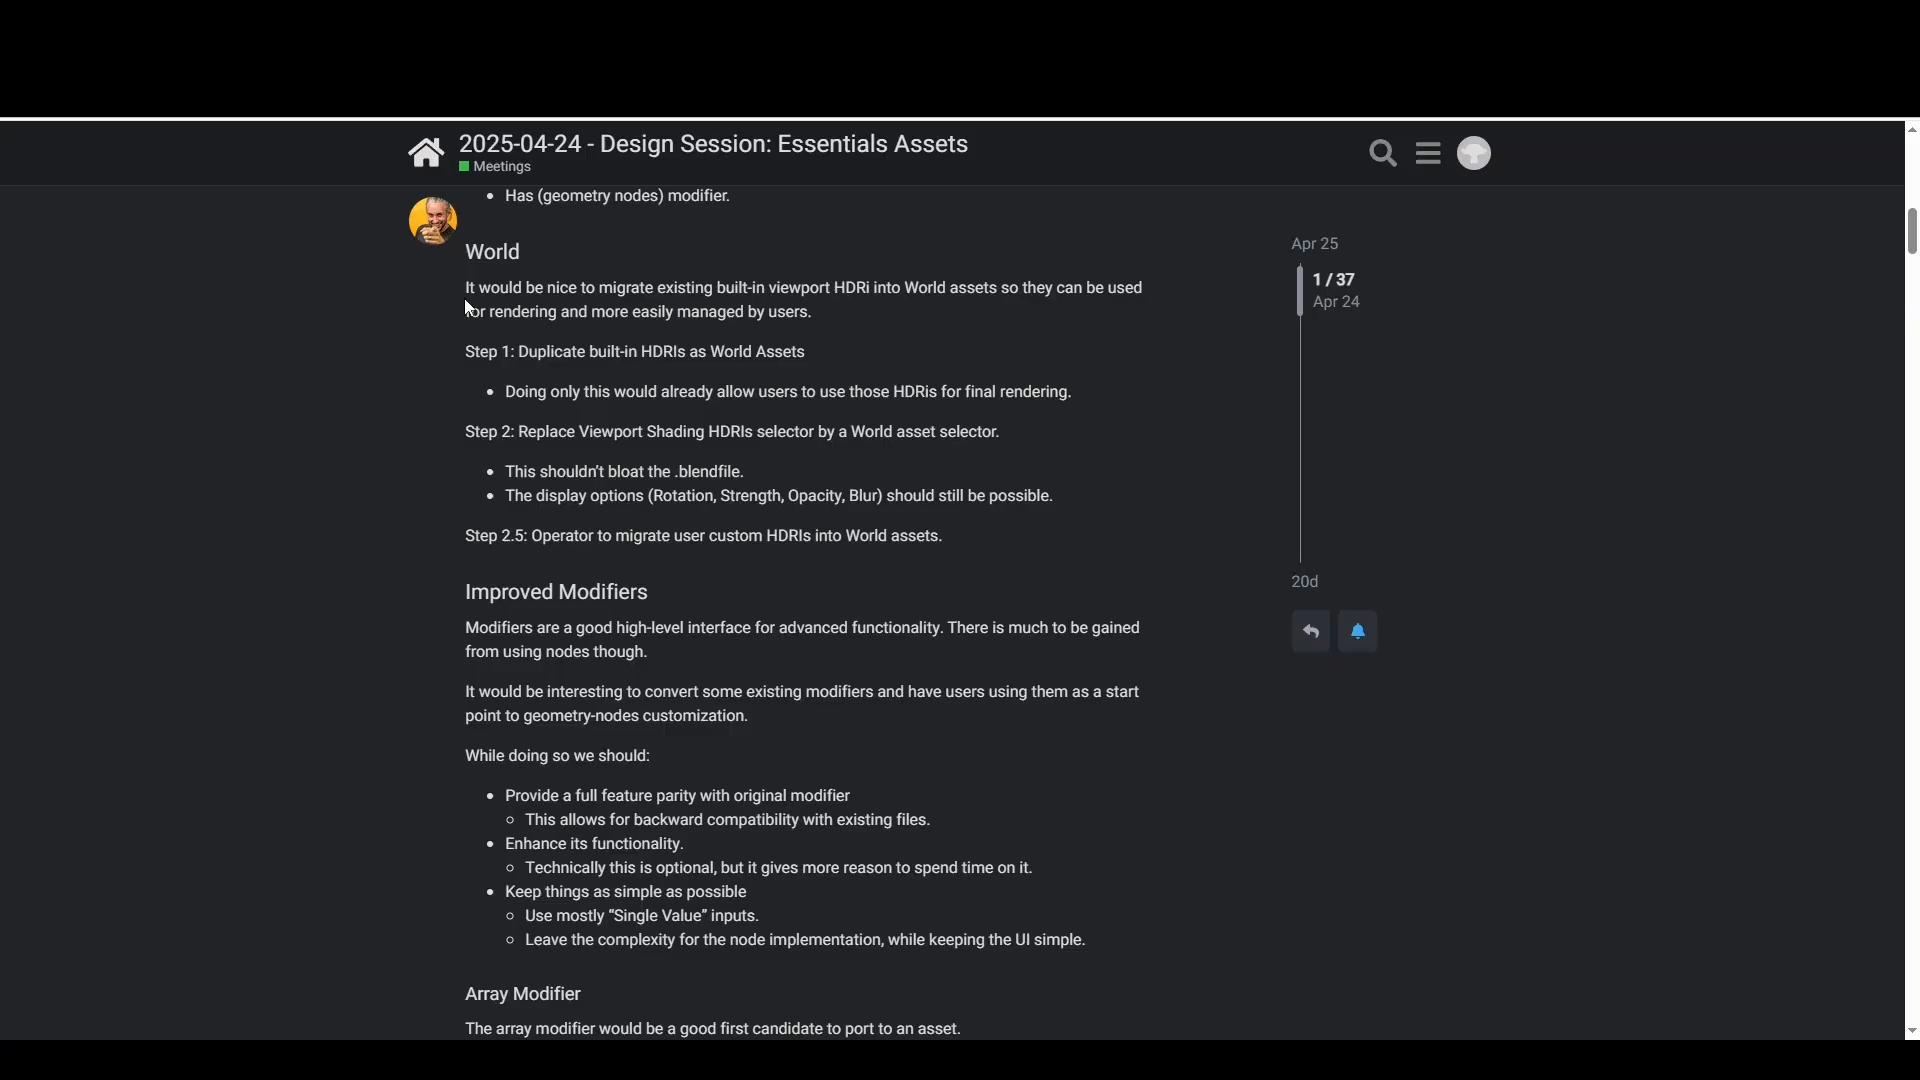 2025-04-24 - Design Session: Essentials Assets
Meetings
• Has (geometry nodes) modifier.
World
It would be nice to migrate existing built-in viewport HDRi into World assets so they can be used
for rendering and more easily managed by users.
Step 1: Duplicate built-in HDRIs as World Assets
• Doing only this would already allow users to use those HDRis for final rendering.
Step 2: Replace Viewport Shading HDRIs selector by a World asset selector.
• This shouldn’t bloat the .blendfile.
• The display options (Rotation, Strength, Opacity, Blur) should still be possible.
Step 2.5: Operator to migrate user custom HDRIs into World assets.
Improved Modifiers
Modifiers are a good high-level interface for advanced functionality. There is much to be gained
from using nodes though.
It would be interesting to convert some existing modifiers and have users using them as a start
point to geometry-nodes customization.
While doing so we should:
• Provide a full feature parity with original modifier
○ This allows for backward compatibility with existing files.
• Enhance its functionality.
○ Technically this is optional, but it gives more reason to spend time on it.
• Keep things as simple as possible
○ Use mostly “Single Value” inputs.
○ Leave the complexity for the node implementation, while keeping the UI simple.
Array Modifier
The array modifier would be a good first candidate to port to an asset.
Apr 25
1 / 37
Apr 24
20d